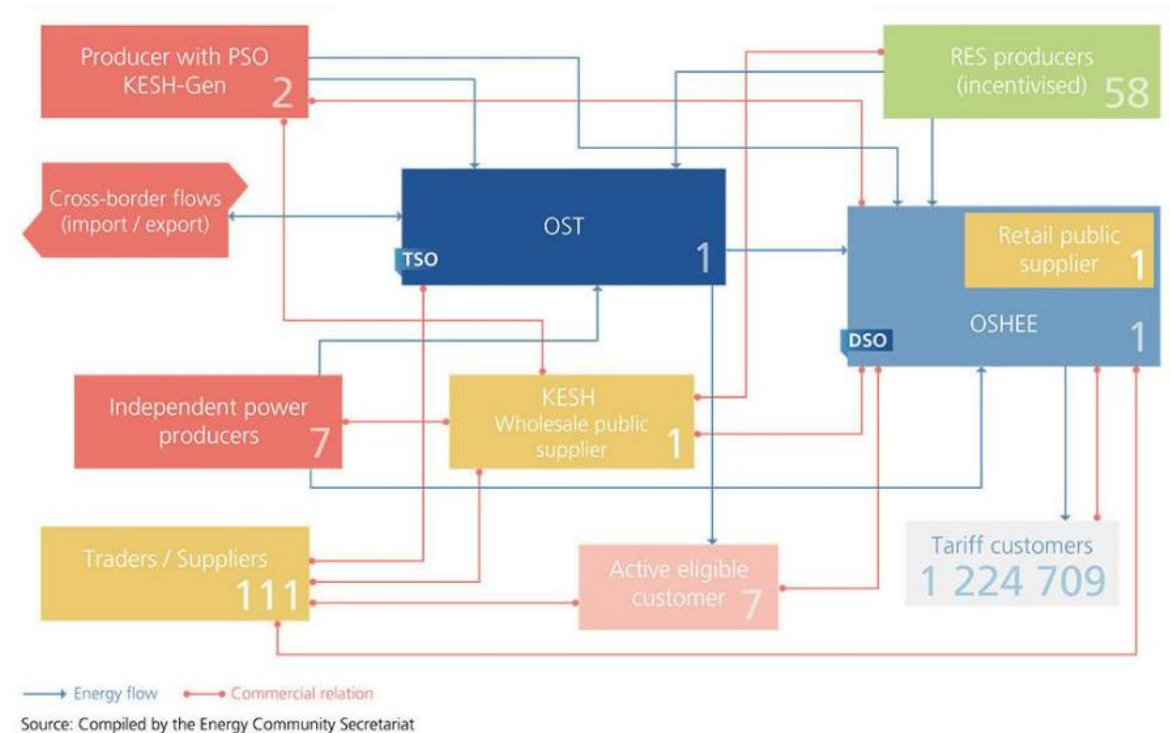 Producer with PSO
KESH-Gen
2
RES producers
(incentivised)
58
Cross-border flows
(import / export)
OST
TSO
1
Retail public
supplier
1
OSHEE
DSO
1
Independent power
producers
7
KESH
Wholesale public
supplier
1
Traders / Suppliers
111
Active eligible
customer
7
Tariff customers
1 224 709
Energy flow
Commercial relation
Source: Compiled by the Energy Community Secretariat